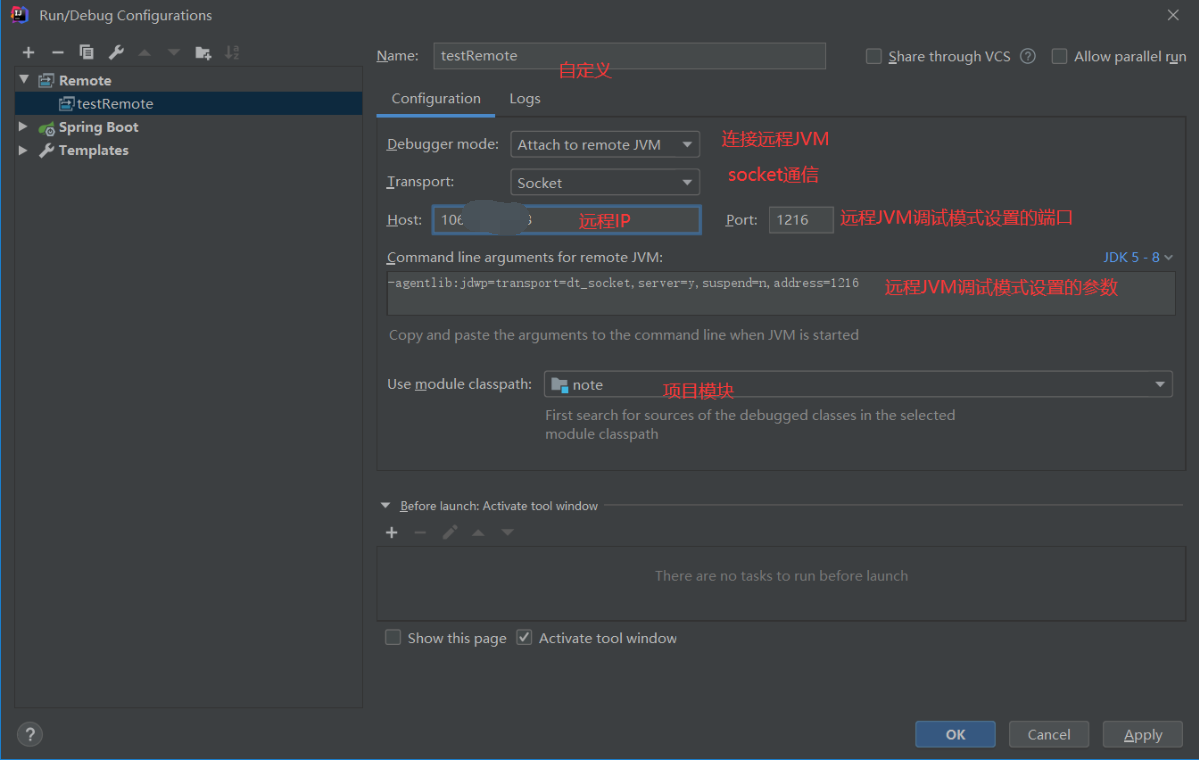 Run/Debug Configurations
Name: testRemote
自定义
Share through VCS
Allow parallel run
Remote
testRemote
Spring Boot
Templates
Configuration Logs
Debugger mode: Attach to remote JVM 连接远程JVM
Transport: Socket socket通信
Host: 106 3 远程IP Port: 1216 远程JVM调试模式设置的端口
Command line arguments for remote JVM: JDK 5 - 8
-agentlib:jdwp=transport=dt_socket,server=y,suspend=n,address=1216 远程JVM调试模式设置的参数
Copy and paste the arguments to the command line when JVM is started
Use module classpath: note 项目模块
First search for sources of the debugged classes in the selected
module classpath
Before launch: Activate tool window
There are no tasks to run before launch
Show this page Activate tool window
OK Cancel Apply